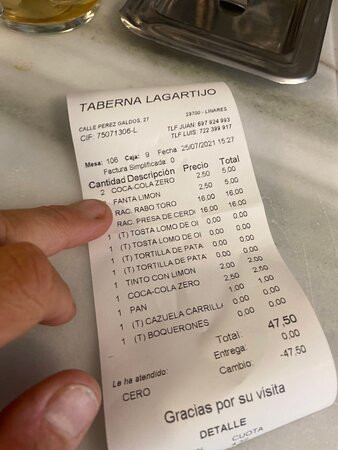 TABERNA LAGARTIJO
CALLE PEREZ GALDOS, 27 23700 - LINARES
CIF: 75071306-L TLF JUAN: 697 924 993
TLF LUIS: 722 399 917
Mesa: 106 Caja: 9 Fecha: 25/07/2021 15:27
Factura Simplificada: 0
Cantidad Descripción Precio Total
2 COCA-COLA ZERO 2,50 5,00
FANTA LIMON 2,50 5,00
RAC. RABO TORO 16,00 16,00
RAC. PRESA DE CERDI 16,00 16,00
1 (T) TOSTA LOMO DE OI 0,00 0,00
1 (T) TOSTA LOMO DE OI 0,00 0,00
1 (T) TORTILLA DE PATA 0,00 0,00
1 (T) TORTILLA DE PATA 0,00 0,00
1 TINTO CON LIMON 2,00 2,00
1 COCA-COLA ZERO 2,50 2,50
1 PAN 1,00 1,00
1 (T) CAZUELA CARRILLA 0,00 0,00
1 (T) BOQUERONES 0,00 0,00
Total: 47,50
Entrega: 0,00
Cambio: -47,50
Le ha atendido:
CERO
Gracias por su visita
DETALLE
CUOTA